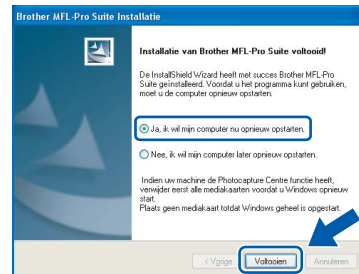 Brother MFL-Pro Suite Installatie
Installatie van Brother MFL-Pro Suite voltooid!
De InstallShield Wizard heeft met succes Brother MFL-Pro
Suite geïnstalleerd. Voordat u het programma kunt gebruiken,
moet u de computer opnieuw opstarten.
Ja, ik wil mijn computer nu opnieuw opstarten.
Nee, ik wil mijn computer later opnieuw opstarten.
Indien uw machine de Photocapture Centre functie heeft,
verwijder eerst alle mediakaarten voordat u Windows opnieuw
start.
Plaats geen mediakaart totdat Windows geheel is opgestart.
< Vorige Voltooien Annuleren